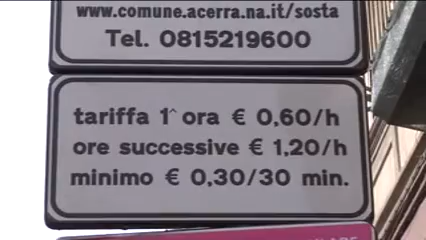 www.comune.acerra.na.it/sosta
Tel. 0815219600
tariffa 1^ ora € 0,60/h
ore successive € 1,20/h
minimo € 0,30/30 min.